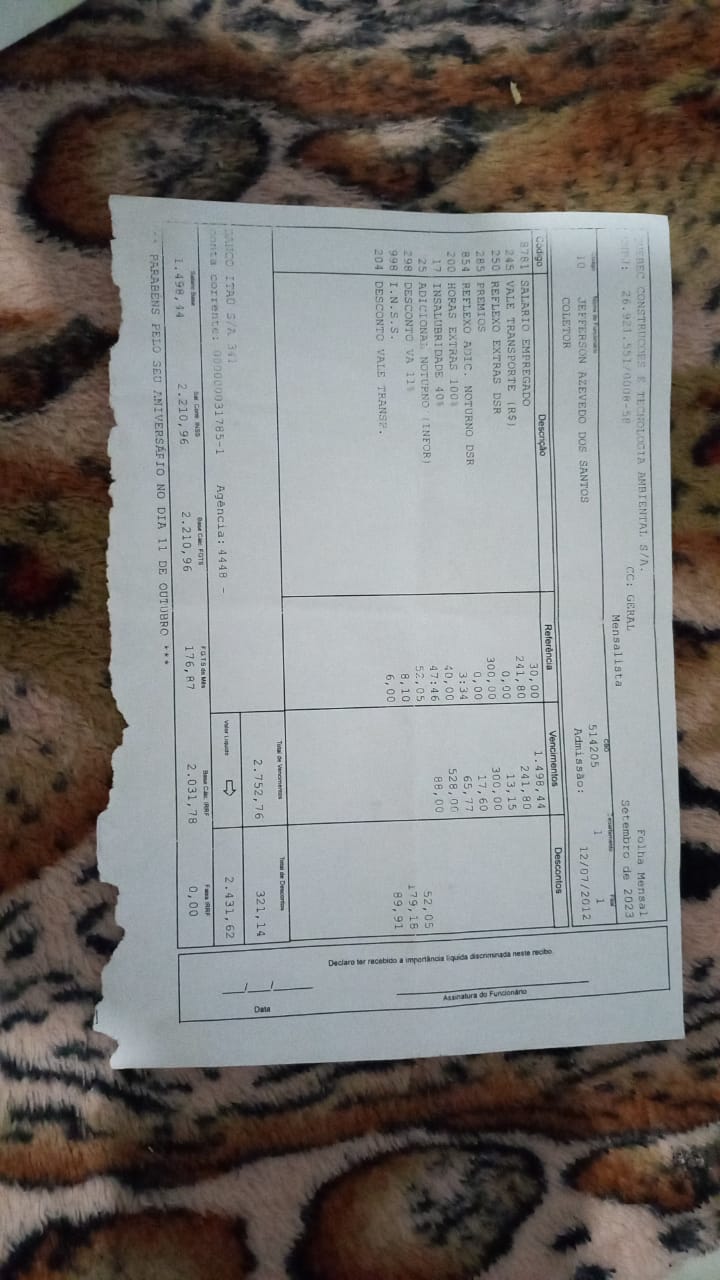 QUEBEC CONSTRUCOES E TECNOLOGIA AMBIENTAL S/A. Folha Mensal
CNPJ: 26.921.551/0008-58 CC: GERAL Setembro de 2023
Mensalista
Código Nome do Funcionário CBO Departamento Filial
10 JEFFERSON AZEVEDO DOS SANTOS 514205 1 1
COLETOR Admissão: 12/07/2012
Código Descrição Referência Vencimentos Descontos
8781 SALARIO EMPREGADO 30,00 1.498,44
245 VALE TRANSPORTE (R$) 241,80 241,80
250 REFLEXO EXTRAS DSR 0,00 13,15
285 PREMIOS 300,00 300,00
854 REFLEXO ADIC. NOTURNO DSR 0,00 17,60
200 HORAS EXTRAS 100% 3:34 65,77
17 INSALUBRIDADE 40% 40,00 528,00
25 ADICIONAL NOTURNO (INFOR) 47:46 88,00
298 DESCONTO VA 11% 52,05 52,05
998 I.N.S.S. 8,10 179,18
204 DESCONTO VALE TRANSP. 6,00 89,91
Total de Vencimentos Total de Descontos
2.752,76 321,14
BANCO ITAU S/A 341
Conta corrente: 000000031785-1 Agência: 4448 - Valor Líquido 2.431,62
Salário Base Sal. Contr. INSS Base Cálc. FGTS F.G.T.S do Mês Base Cálc. IRRF Faixa IRRF
1.498,44 2.210,96 2.210,96 176,87 2.031,78 0,00
PARABENS PELO SEU ANIVERSÁRIO NO DIA 11 DE OUTUBRO ***
Declaro ter recebido a importância líquida discriminada neste recibo.
Assinatura do Funcionário
___/___/_____
Data